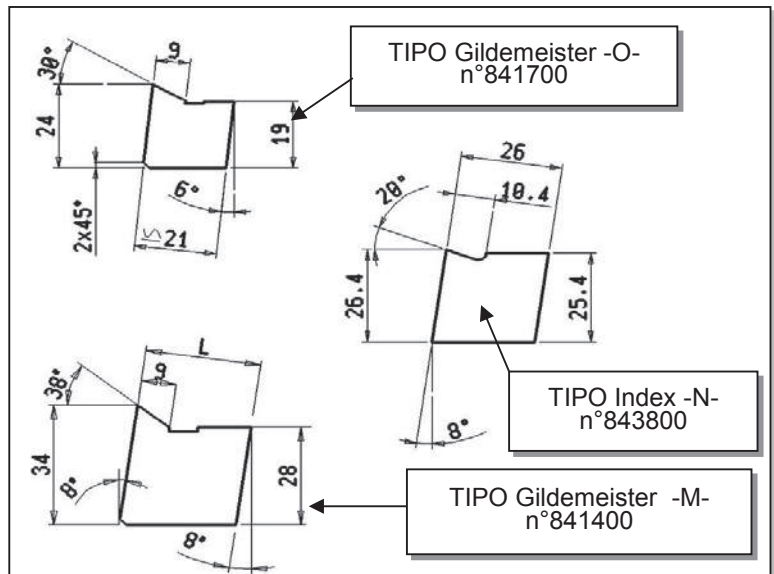 TIPO Gildemeister -O-
n°841700
30°
9
24
19
2x45°
6°
≤ 21
26
10.4
20°
26.4
25.4
8°
TIPO Index -N-
n°843800
L
9
38°
34
8°
28
8°
TIPO Gildemeister -M-
n°841400